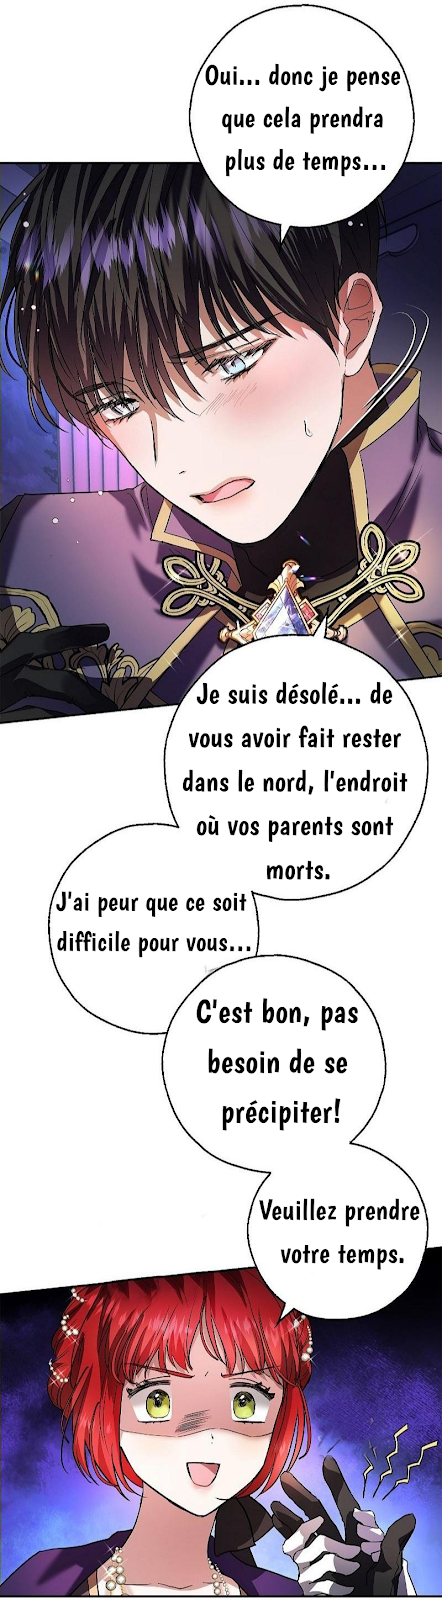 Oui... donc je pense
que cela prendra
plus de temps...
Je suis désolé... de
vous avoir fait rester
dans le nord, l'endroit
où vos parents sont
morts.
J'ai peur que ce soit
difficile pour vous...
C'est bon, pas
besoin de se
précipiter!
Veuillez prendre
votre temps.